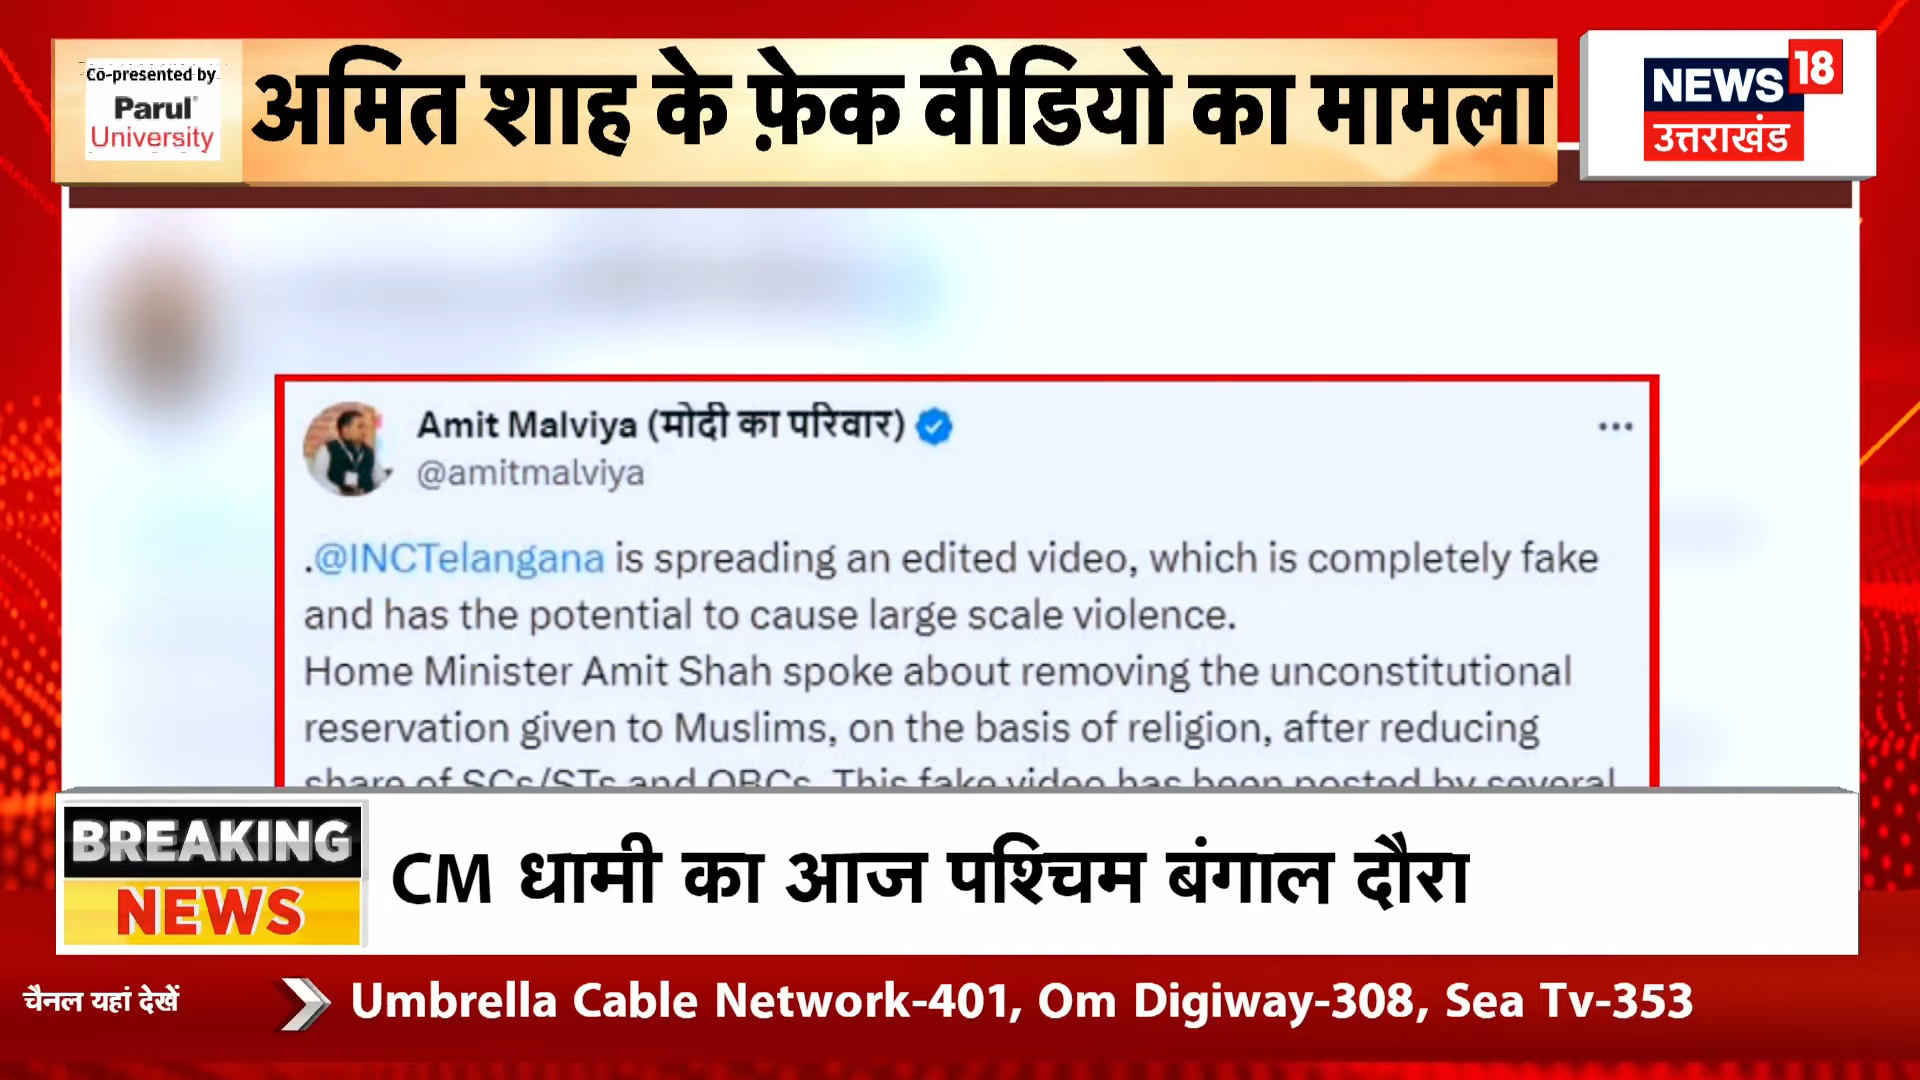 Co-presented by
Parul
University
अमित शाह के फ़ेक वीडियो का मामला
NEWS 18
उत्तराखंड
Amit Malviya (मोदी का परिवार)
@amitmalviya
.@INCTelangana is spreading an edited video, which is completely fake
and has the potential to cause large scale violence.
Home Minister Amit Shah spoke about removing the unconstitutional
reservation given to Muslims, on the basis of religion, after reducing
share of SCs/STs and OBCs. This fake video has been posted by several
BREAKING
NEWS
CM धामी का आज पश्चिम बंगाल दौरा
चैनल यहां देखें
Umbrella Cable Network-401, Om Digiway-308, Sea Tv-353